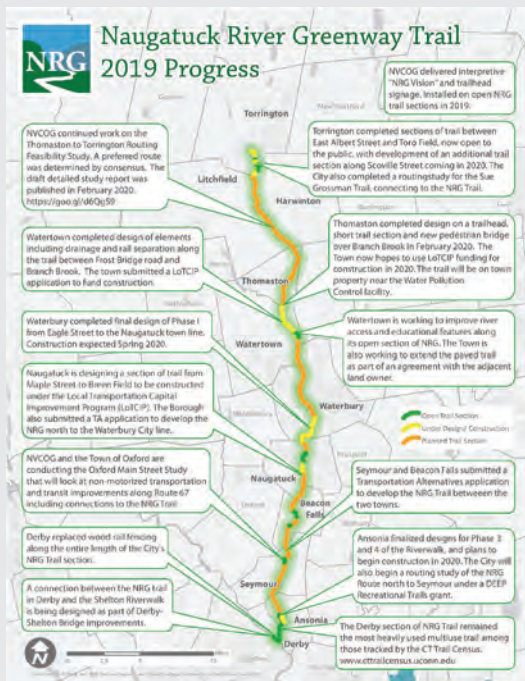 NRG
Naugatuck River Greenway Trail
2019 Progress
NVCOG delivered interpretive
"NRG Vision" and trailhead
signage. Installed on open NRG
trail sections in 2019.
Torrington
NVCOG continued work on the
Thomaston to Torrington Routing
Feasibility Study. A preferred route
was determined by consensus. The
draft detailed study report was
published in February 2020.
Torrington completed sections of trail between
East Albert Street and Toro Field, now open
to the public, with development of an additional trail
section along Scoville Street coming in 2020. The
City also completed a routingstudy for the Sue
Grossman Trail, connecting to the NRG Trail.
Litchfield
Harwinton
Watertown completed design of elements
including drainage and rail separation along
the trail between Frost Bridge road and
Branch Brook. The town submitted a LoTCIP
application to fund construction.
Thomaston completed design on a trailhead,
short trail section and new pedestrian bridge
over Branch Brook in February 2020. The
Town now hopes to use LoTCIP funding for
construction in 2020. The trail will be on town
property near the Water Pollution
Control facility.
Thomaston
Waterbury completed final design of Phase I
from Eagle Street to the Naugatuck town line.
Construction expected Spring 2020.
Watertown
Watertown is working to improve river
access and educational features along
its open section of NRG. The Town is
also working to extend the paved trail
as part of an agreement with the adjacent
land owner.
Naugatuck is designing a section of trail from
Maple Street to Breen Field to be constructed
under the Local Transportation Capital
Improvement Program (LoTCIP). The Borough
also submitted a TA application to develop the
NRG north to the Waterbury City line.
Waterbury
Open Trail Section
Under Design/ Construction
Planned Trail Section
Naugatuck
NVCOG and the Town of Oxford are
conducting the Oxford Main Street Study
that will look at non-motorized transportation
and transit improvements along Route 67
including connections to the NRG Trail
Seymour and Beacon Falls submitted a
Transportation Alternatives application
to develop the NRG Trail between the
two towns.
Beacon
Falls
Derby replaced wood rail fencing
along the entire length of the City's
NRG Trail section.
Ansonia finalized designs for Phase 3
and 4 of the Riverwalk, and plans to
begin constructon in 2020. The City will
also begin a routing study of the NRG
Route north to Seymour under a DEEP
Recreational Trails grant.
Seymour
A connection between the NRG trail
in Derby and the Shelton Riverwalk
is being designed as part of Derby-
Shelton Bridge improvements.
Ansonia
Derby
The Derby section of NRG Trail remained
the most heavily used multiuse trail among
those tracked by the CT Trail Census.
www.cttrailcensus.uconn.edu
N